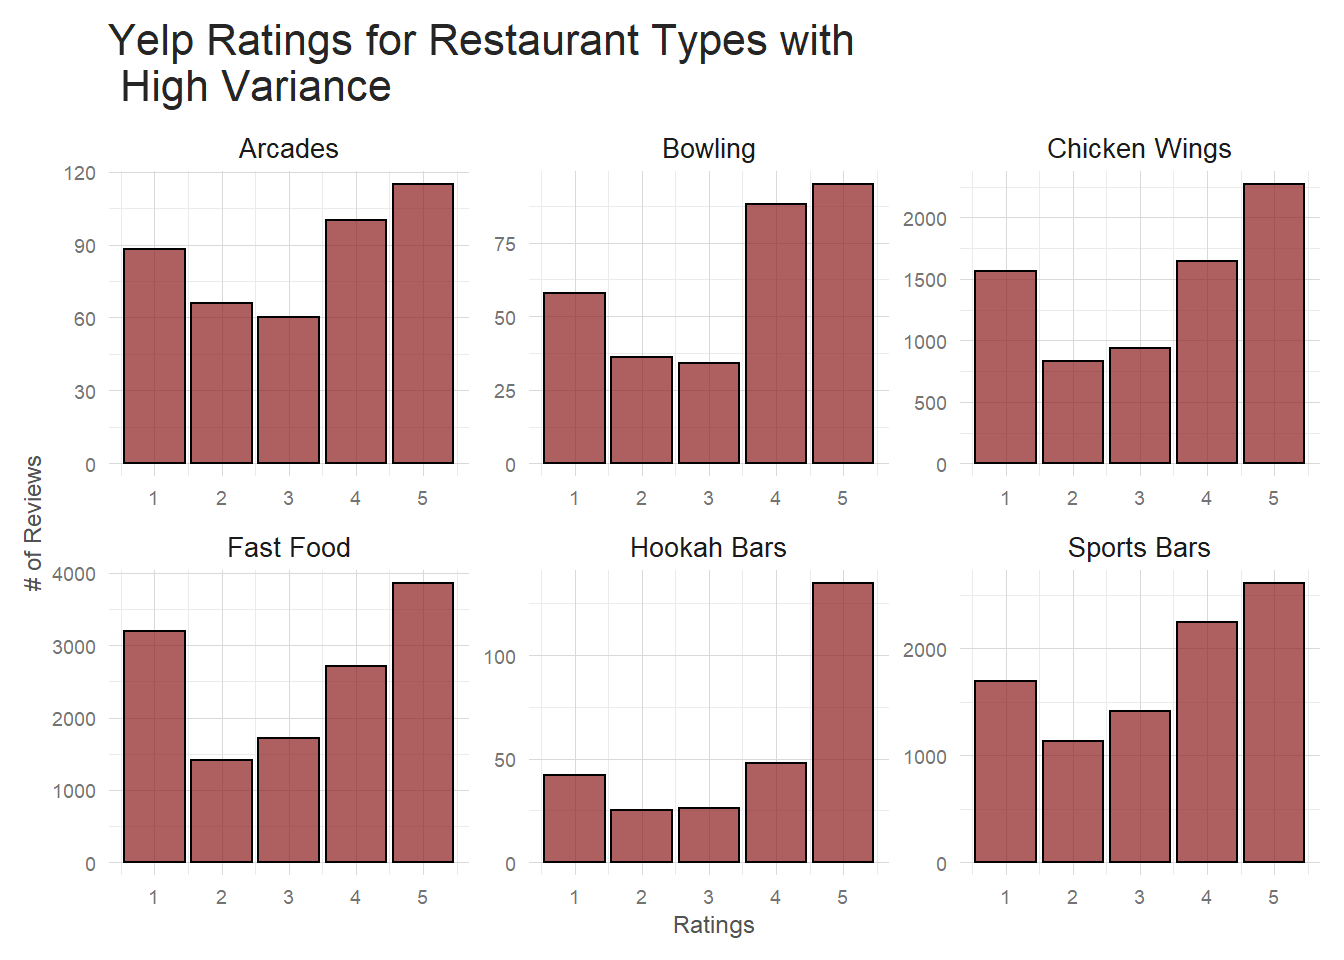 Yelp Ratings for Restaurant Types with
High Variance
Arcades
Bowling
Chicken Wings
120
90
60
30
0
1 2 3 4 5
75
50
25
0
1 2 3 4 5
2000
1500
1000
500
0
1 2 3 4 5
# of Reviews
Fast Food
Hookah Bars
Sports Bars
4000
3000
2000
1000
0
1 2 3 4 5
100
50
0
1 2 3 4 5
2000
1000
0
1 2 3 4 5
Ratings